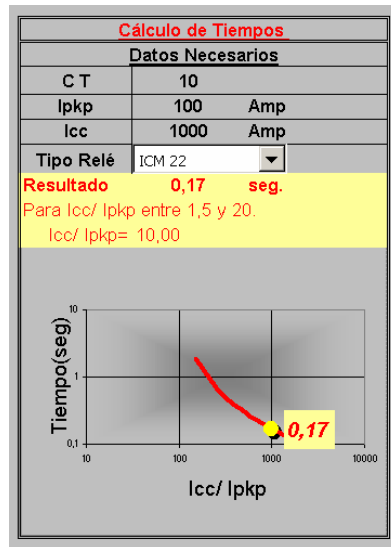 Cálculo de Tiempos
Datos Necesarios
C T 10
Ipkp 100 Amp
Icc 1000 Amp
Tipo Relé ICM 22
Resultado 0,17 seg.
Para Icc/ Ipkp entre 1,5 y 20.
Icc/ Ipkp= 10,00
10
Tiempo(seg)
1
0,17
0,1
10 100 1000 10000
Icc/ Ipkp